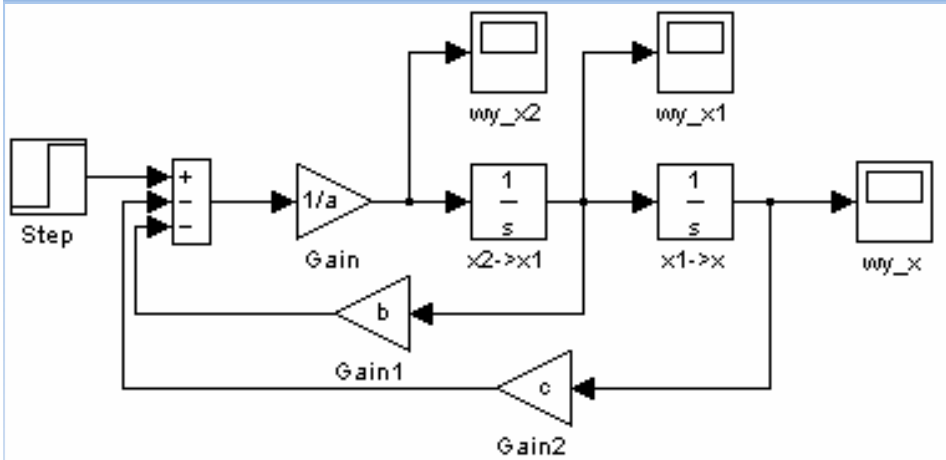 wy_x2
wy_x1
Step
+
−
−
1/a
Gain
1
s
x2->x1
1
s
x1->x
wy_x
b
Gain1
c
Gain2